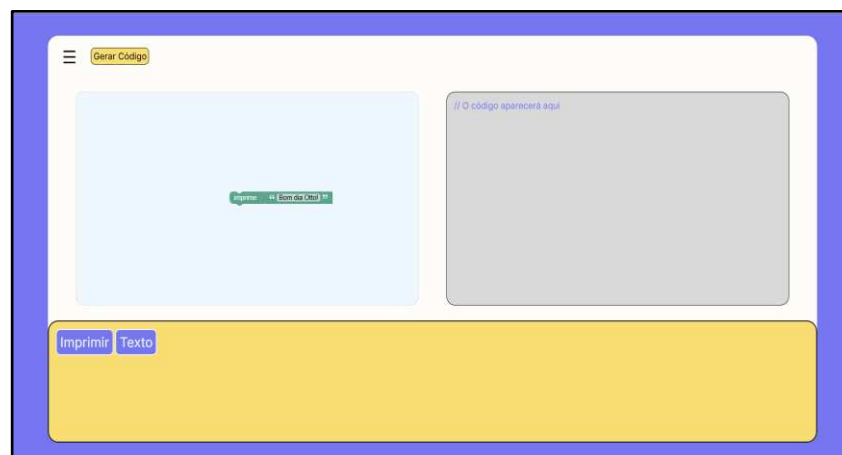 Gerar Código
// O código aparecerá aqui
imprime “ Bom dia Otto! ”
Imprimir Texto